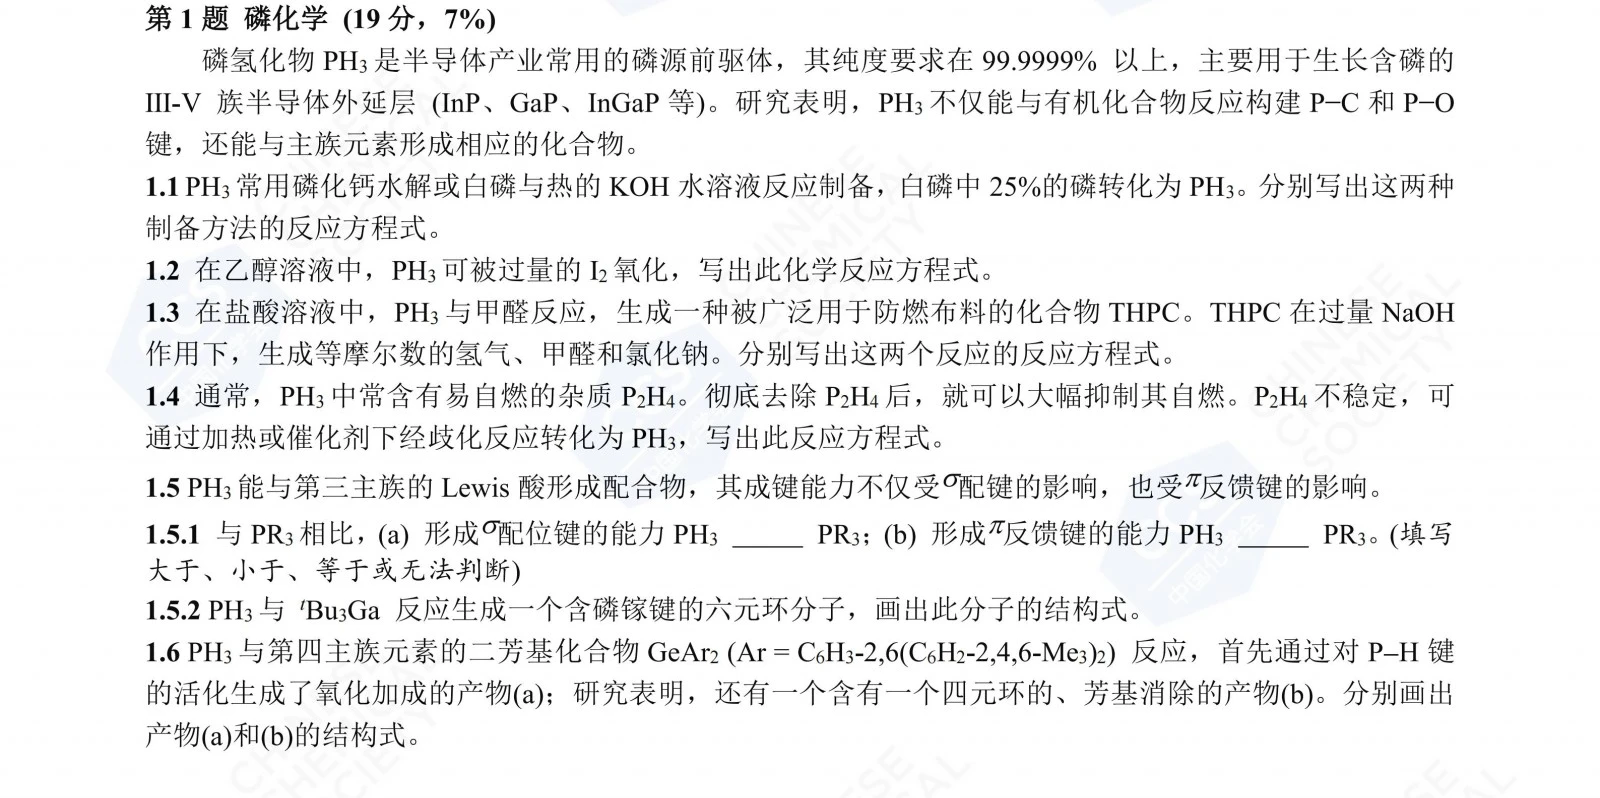 第 1 题 磷化学 (19 分，7%)
磷氢化物 PH₃ 是半导体产业常用的磷源前驱体，其纯度要求在 99.9999% 以上，主要用于生长含磷的
III-V 族半导体外延层 (InP、GaP、InGaP 等)。研究表明，PH₃ 不仅能与有机化合物反应构建 P−C 和 P−O
键，还能与主族元素形成相应的化合物。
1.1 PH₃ 常用磷化钙水解或白磷与热的 KOH 水溶液反应制备，白磷中 25%的磷转化为 PH₃。分别写出这两种
制备方法的反应方程式。
1.2 在乙醇溶液中，PH₃ 可被过量的 I₂ 氧化，写出此化学反应方程式。
1.3 在盐酸溶液中，PH₃ 与甲醛反应，生成一种被广泛用于防燃布料的化合物 THPC。THPC 在过量 NaOH
作用下，生成等摩尔数的氢气、甲醛和氯化钠。分别写出这两个反应的反应方程式。
1.4 通常，PH₃ 中常含有易自燃的杂质 P₂H₄。彻底去除 P₂H₄ 后，就可以大幅抑制其自燃。P₂H₄ 不稳定，可
通过加热或催化剂下经歧化反应转化为 PH₃，写出此反应方程式。
1.5 PH₃ 能与第三主族的 Lewis 酸形成配合物，其成键能力不仅受σ配键的影响，也受π反馈键的影响。
1.5.1 与 PR₃ 相比，(a) 形成σ配位键的能力 PH₃ _____ PR₃；(b) 形成π反馈键的能力 PH₃ _____ PR₃。(填写
大于、小于、等于或无法判断)
1.5.2 PH₃ 与 ᵗBu₃Ga 反应生成一个含磷镓键的六元环分子，画出此分子的结构式。
1.6 PH₃ 与第四主族元素的二芳基化合物 GeAr₂ (Ar = C₆H₃-2,6(C₆H₂-2,4,6-Me₃)₂) 反应，首先通过对 P–H 键
的活化生成了氧化加成的产物(a)；研究表明，还有一个含有一个四元环的、芳基消除的产物(b)。分别画出
产物(a)和(b)的结构式。